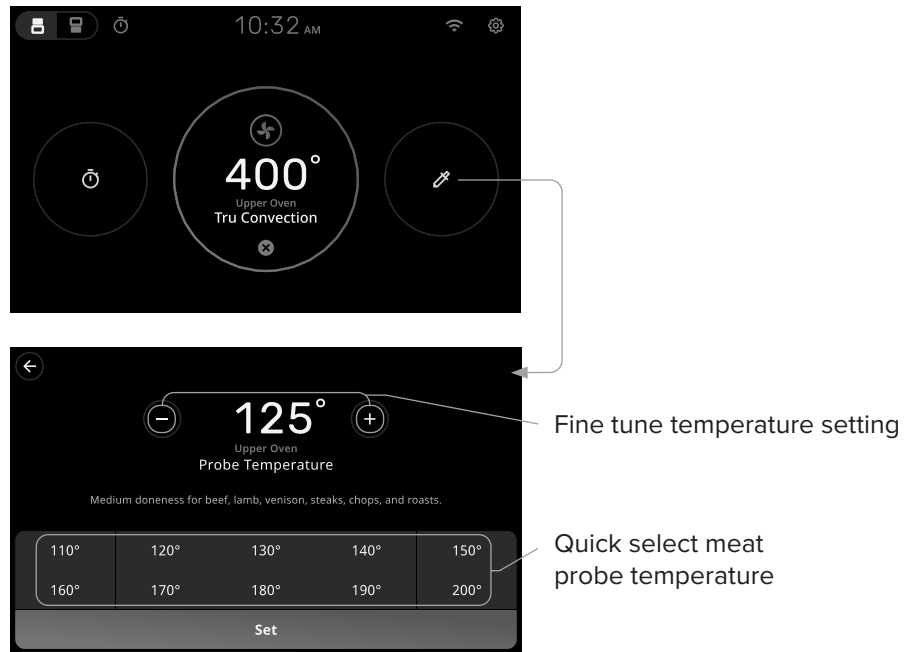 10:32 AM
400°
Upper Oven
Tru Convection
125°
Upper Oven
Probe Temperature
Medium doneness for beef, lamb, venison, steaks, chops, and roasts.
110° 120° 130° 140° 150°
160° 170° 180° 190° 200°
Set
Fine tune temperature setting
Quick select meat
probe temperature